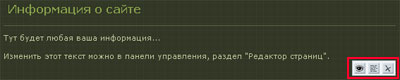 Информация о сайте
Тут будет любая ваша информация...
Изменить этот текст можно в панели управления, раздел "Редактор страниц".